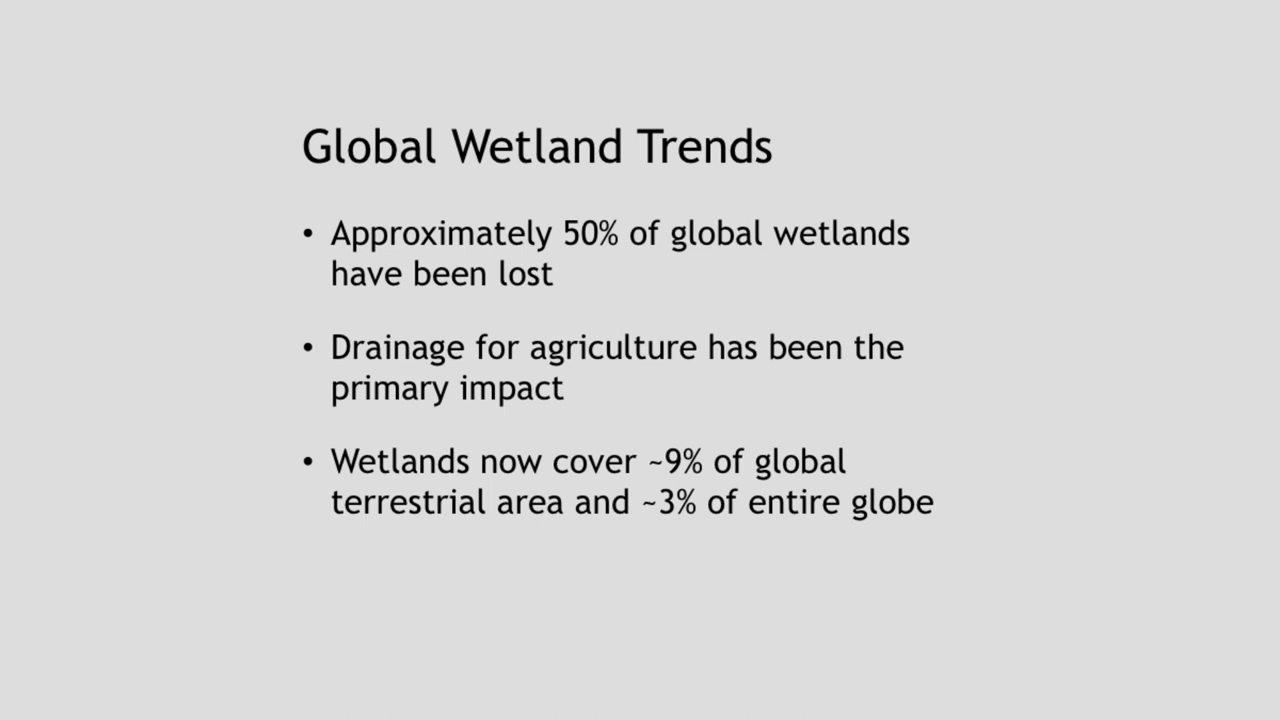 Global Wetland Trends
• Approximately 50% of global wetlands
have been lost
• Drainage for agriculture has been the
primary impact
• Wetlands now cover ~9% of global
terrestrial area and ~3% of entire globe